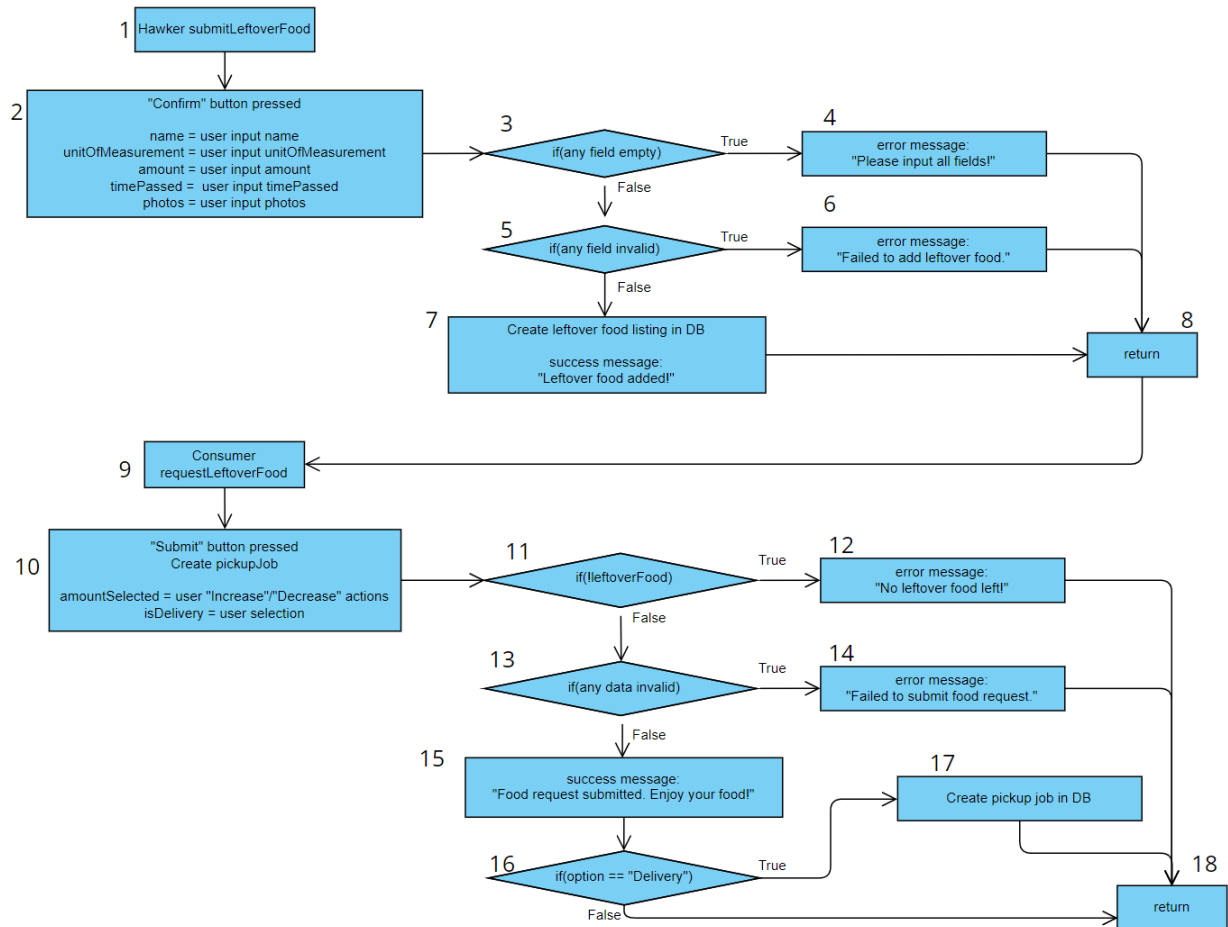 1
Hawker submitLeftoverFood
2
"Confirm" button pressed
name = user input name
unitOfMeasurement = user input unitOfMeasurement
amount = user input amount
timePassed =  user input timePassed
photos = user input photos
3
if(any field empty)
True
4
error message:
"Please input all fields!"
False
5
if(any field invalid)
True
6
error message:
"Failed to add leftover food."
False
7
Create leftover food listing in DB
success message:
"Leftover food added!"
8
return
9
Consumer
requestLeftoverFood
10
"Submit" button pressed
Create pickupJob
amountSelected = user "Increase"/"Decrease" actions
isDelivery = user selection
11
if(!leftoverFood)
True
12
error message:
"No leftover food left!"
False
13
if(any data invalid)
True
14
error message:
"Failed to submit food request."
False
15
success message:
"Food request submitted. Enjoy your food!"
16
if(option == "Delivery")
True
17
Create pickup job in DB
False
18
return